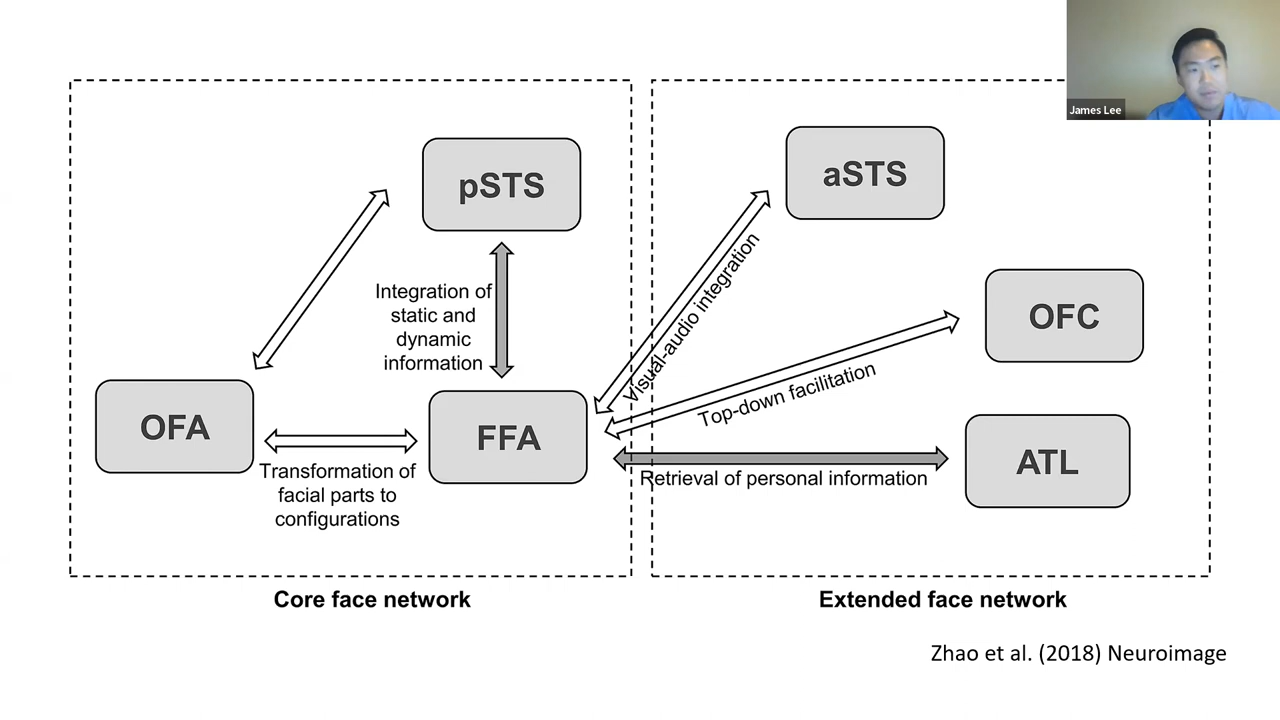 James Lee
pSTS
aSTS
Integration of
static and
dynamic
information
Visual-audio integration
OFC
Top-down facilitation
OFA
FFA
ATL
Transformation of
facial parts to
configurations
Retrieval of personal information
Core face network
Extended face network
Zhao et al. (2018) Neuroimage